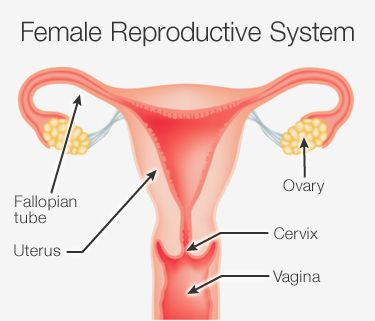 Female Reproductive System
Fallopian
tube
Uterus
Ovary
Cervix
Vagina